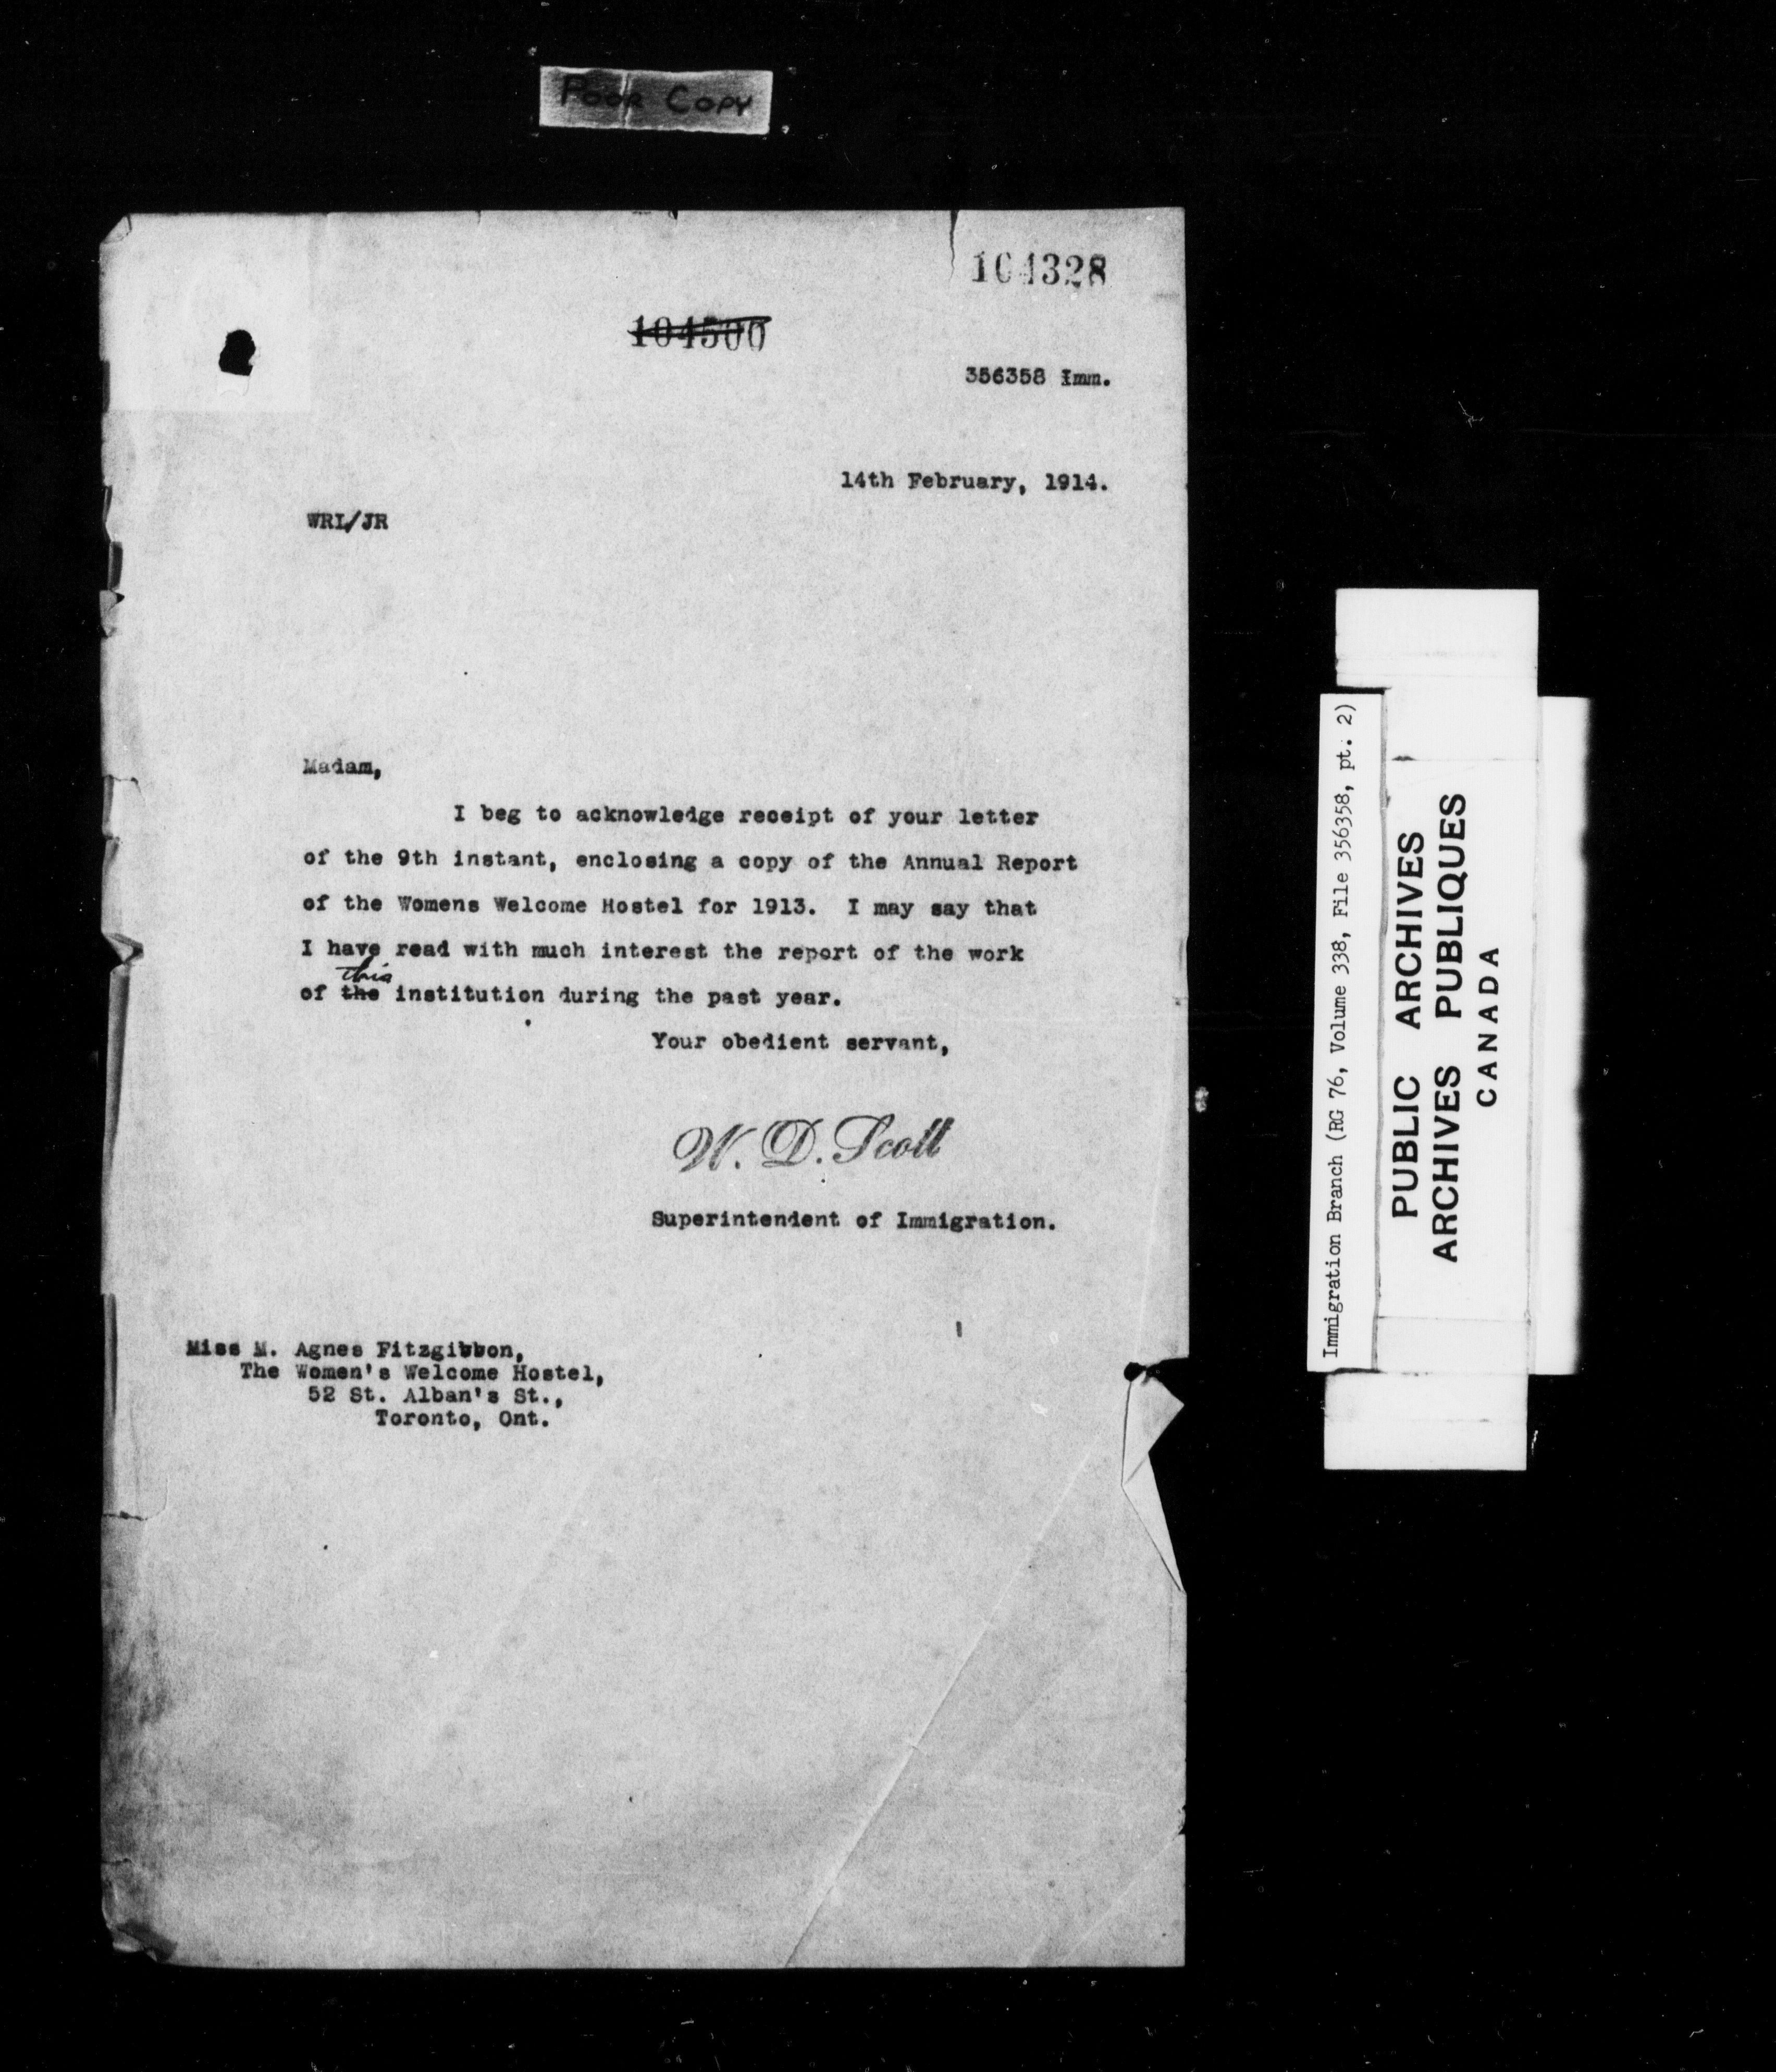 POOR COPY
104328
104500
356358 Imm.
14th February, 1914.
WRI/JR
Madam,
I beg to acknowledge receipt of your letter
of the 9th instant, enclosing a copy of the Annual Report
of the Womens Welcome Hostel for 1913. I may say that
I have read with much interest the report of the work
this
of the institution during the past year.
Your obedient servant,
W. D. Scott
Superintendent of Immigration.
Miss M. Agnes Fitzgibbon,
The Women's Welcome Hostel,
52 St. Alban's St.,
Toronto, Ont.
Immigration Branch (RG 76, Volume 338, File 356358, pt. 2)
PUBLIC ARCHIVES
ARCHIVES PUBLIQUES
CANADA